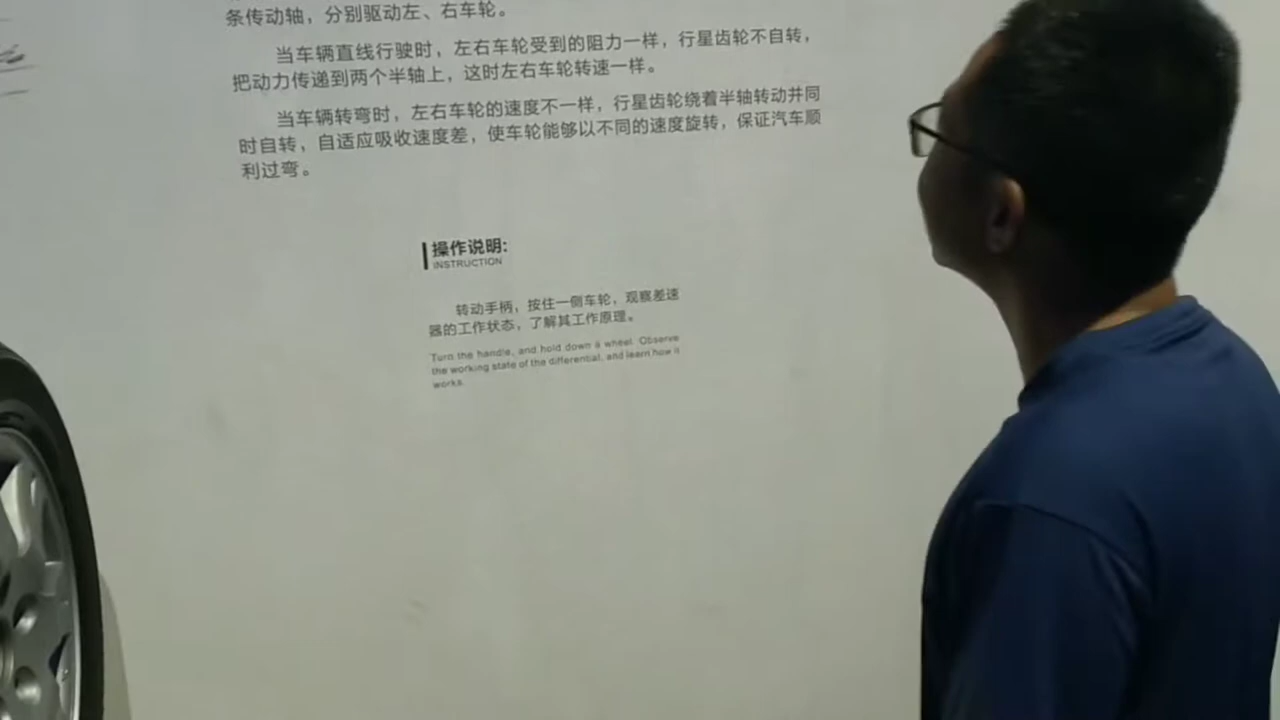 条传动轴，分别驱动左、右车轮。
当车辆直线行驶时，左右车轮受到的阻力一样，行星齿轮不自转，
把动力传递到两个半轴上，这时左右车轮转速一样。
当车辆转弯时，左右车轮的速度不一样，行星齿轮绕着半轴转动并同
时自转，自适应吸收速度差，使车轮能够以不同的速度旋转，保证汽车顺
利过弯。
操作说明:
INSTRUCTION
转动手柄，按住一侧车轮，观察差速
器的工作状态，了解其工作原理。
Turn the handle, and hold down a wheel. Observe
the working state of the differential, and learn how it
works.